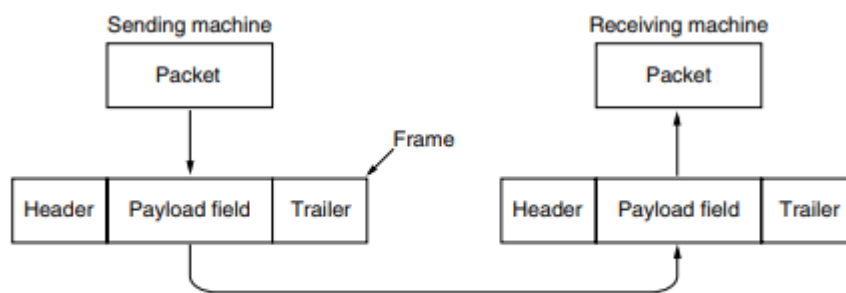 Sending machine
Receiving machine
Packet
Packet
Frame
Header
Payload field
Trailer
Header
Payload field
Trailer